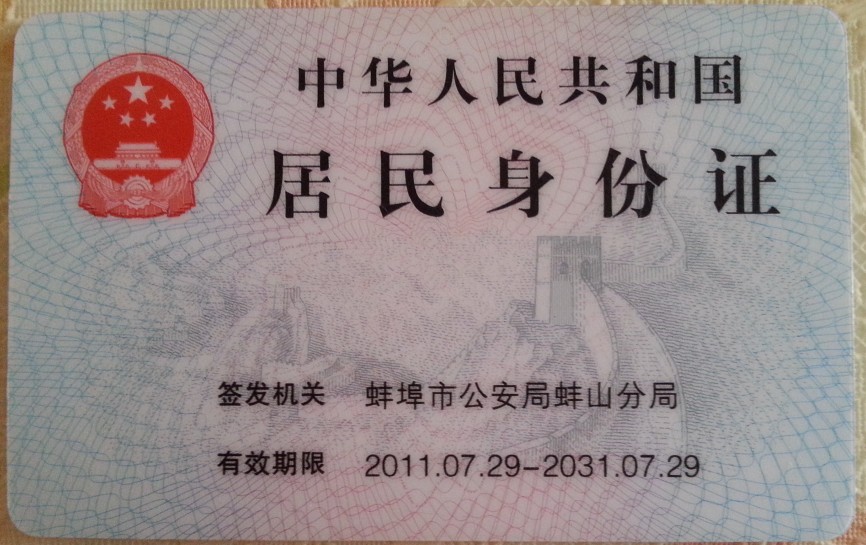 中华人民共和国
居民身份证
签发机关 蚌埠市公安局蚌山分局
有效期限 2011.07.29-2031.07.29